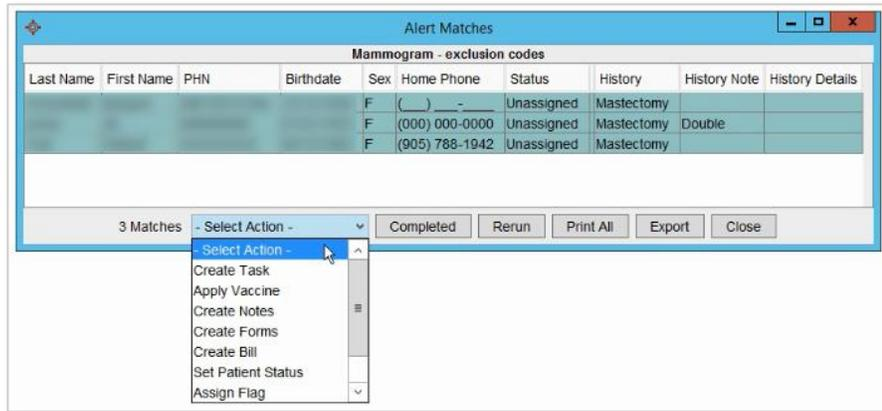 Alert Matches
Mammogram - exclusion codes
Last Name First Name PHN Birthdate Sex Home Phone Status History History Note History Details
F (___) ___-____ Unassigned Mastectomy
F (000) 000-0000 Unassigned Mastectomy Double
F (905) 788-1942 Unassigned Mastectomy
3 Matches - Select Action - Completed Rerun Print All Export Close
- Select Action -
Create Task
Apply Vaccine
Create Notes
Create Forms
Create Bill
Set Patient Status
Assign Flag